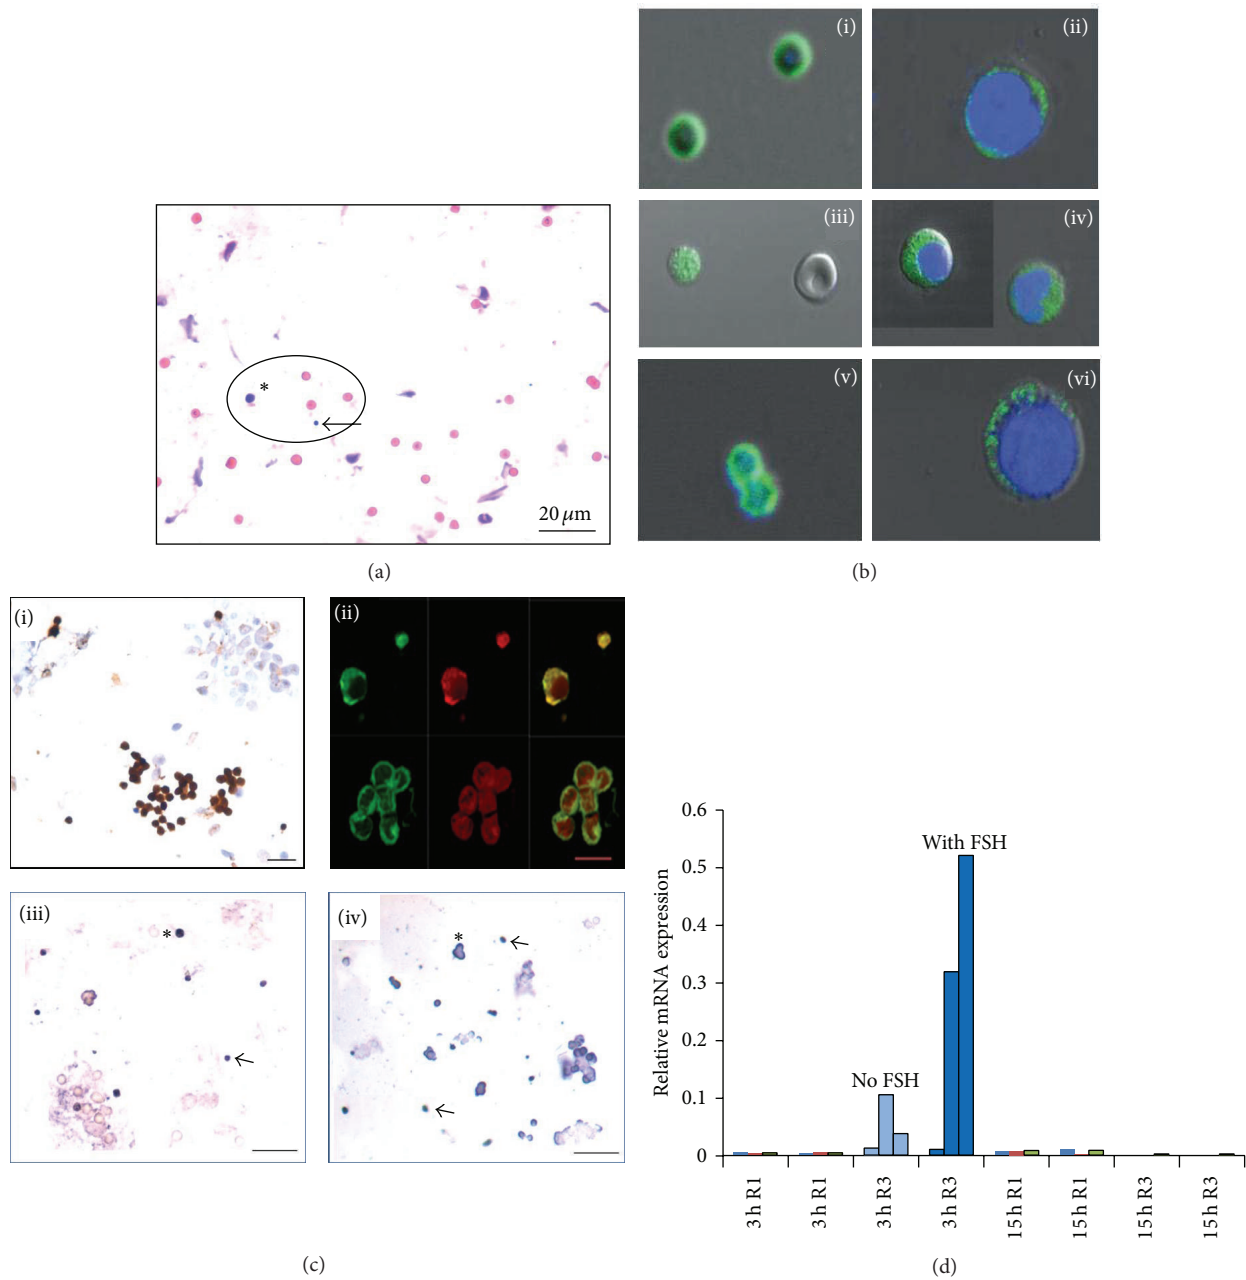 *
20 μm
(a)
(i)
(ii)
(iii)
(iv)
(v)
(vi)
(b)
(i)
(ii)
(iii)
*
(iv)
*
(c)
Relative mRNA expression
0.6
0.5
0.4
0.3
0.2
0.1
0
No FSH
With FSH
3 h R1
3 h R1
3 h R3
3 h R3
15 h R1
15 h R1
15 h R3
15 h R3
(d)